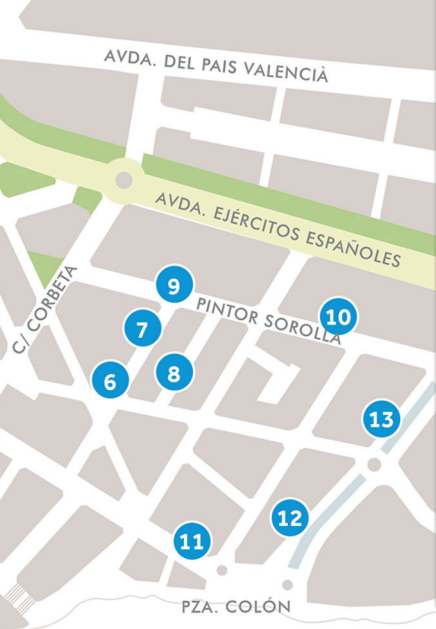 AVDA. DEL PAIS VALENCIÀ
AVDA. EJÉRCITOS ESPAÑOLES
C/ CORBETA
9
PINTOR SOROLLA
10
7
8
6
13
12
11
PZA. COLÓN